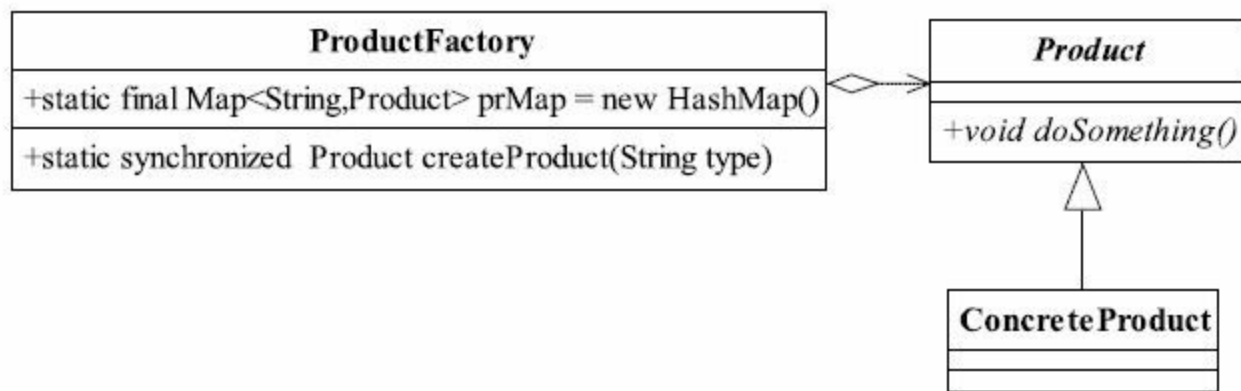 ProductFactory
+static final Map<String,Product> prMap = new HashMap()
+static synchronized Product createProduct(String type)
Product
+void doSomething()
ConcreteProduct